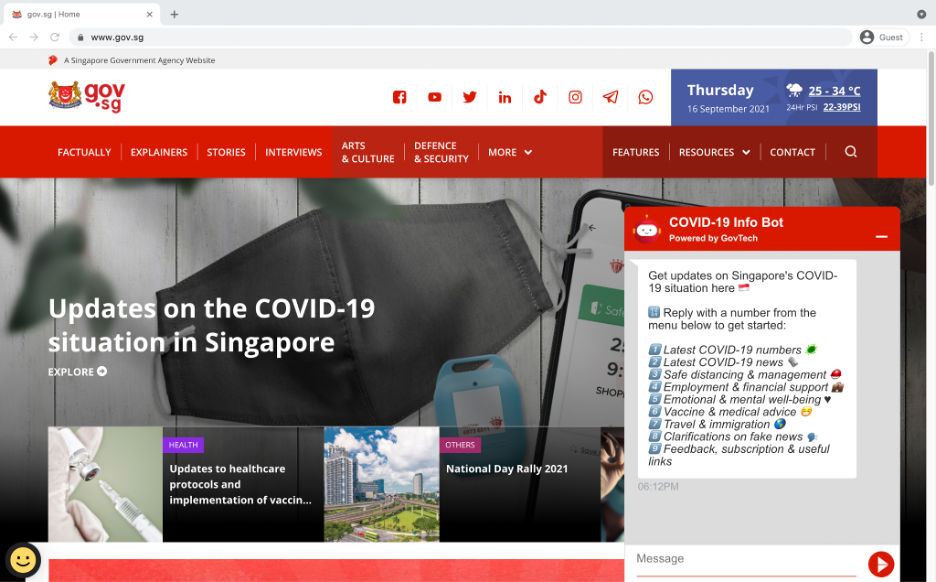 gov.sg | Home
www.gov.sg
Guest
A Singapore Government Agency Website
gov
.sg
Thursday
16 September 2021
25 - 34 °C
24Hr PSI 22-39PSI
FACTUALLY
EXPLAINERS
STORIES
INTERVIEWS
ARTS
& CULTURE
DEFENCE
& SECURITY
MORE
FEATURES
RESOURCES
CONTACT
Updates on the COVID-19
situation in Singapore
EXPLORE
HEALTH
Updates to healthcare
protocols and
implementation of vaccin...
OTHERS
National Day Rally 2021
COVID-19 Info Bot
Powered by GovTech
Get updates on Singapore's COVID-
19 situation here 🇸🇬
🔢 Reply with a number from the
menu below to get started:
1️⃣ Latest COVID-19 numbers
2️⃣ Latest COVID-19 news 🗞️
3️⃣ Safe distancing & management ⛑️
4️⃣ Employment & financial support
5️⃣ Emotional & mental well-being ♥
6️⃣ Vaccine & medical advice 😷
7️⃣ Travel & immigration 🌏
8️⃣ Clarifications on fake news 🗣️
9️⃣ Feedback, subscription & useful
links
06:12PM
Message